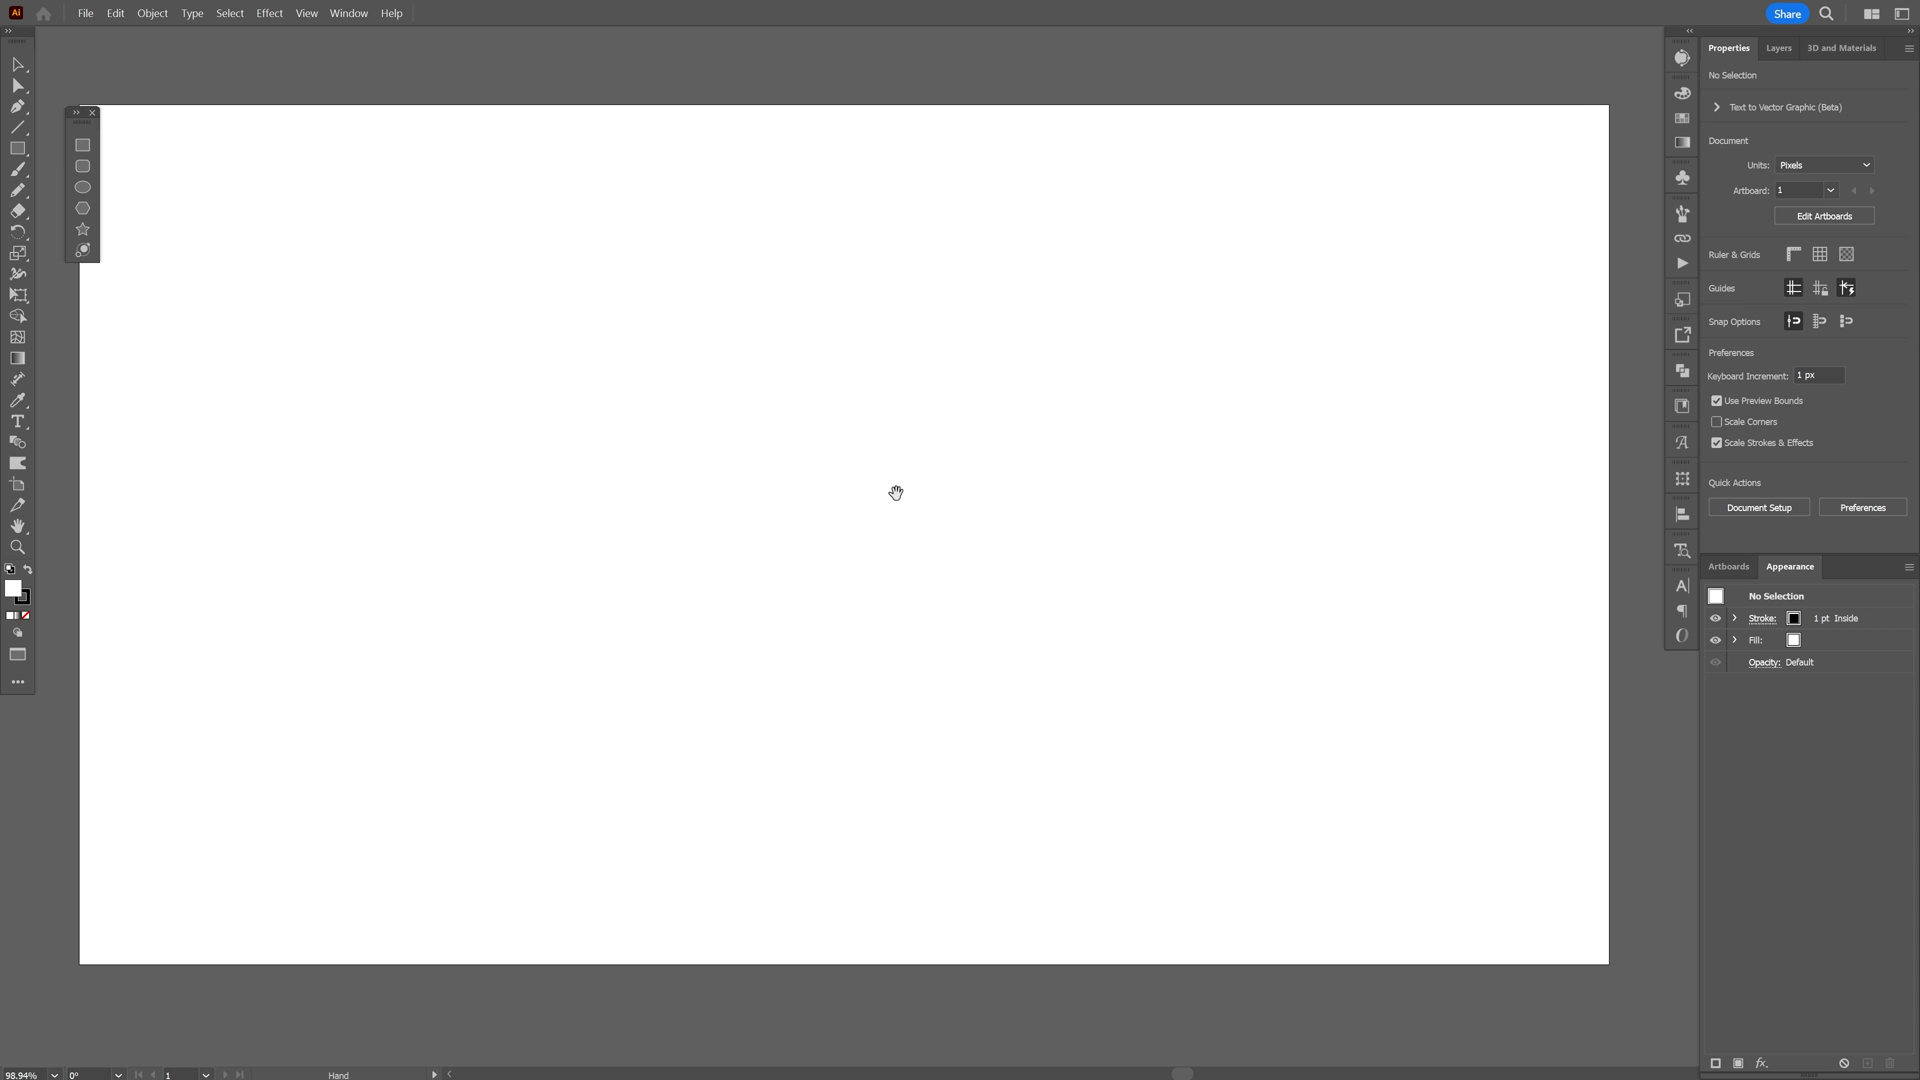 Ai File Edit Object Type Select Effect View Window Help Share
Properties Layers 3D and Materials
No Selection
Text to Vector Graphic (Beta)
Document
Units: Pixels
Artboard: 1
Edit Artboards
Ruler & Grids
Guides
Snap Options
Preferences
Keyboard Increment: 1 px
Use Preview Bounds
Scale Corners
Scale Strokes & Effects
Quick Actions
Document Setup Preferences
Artboards Appearance
No Selection
Stroke: 1 pt Inside
Fill:
Opacity: Default
fx.
98.94% 0° 1 Hand